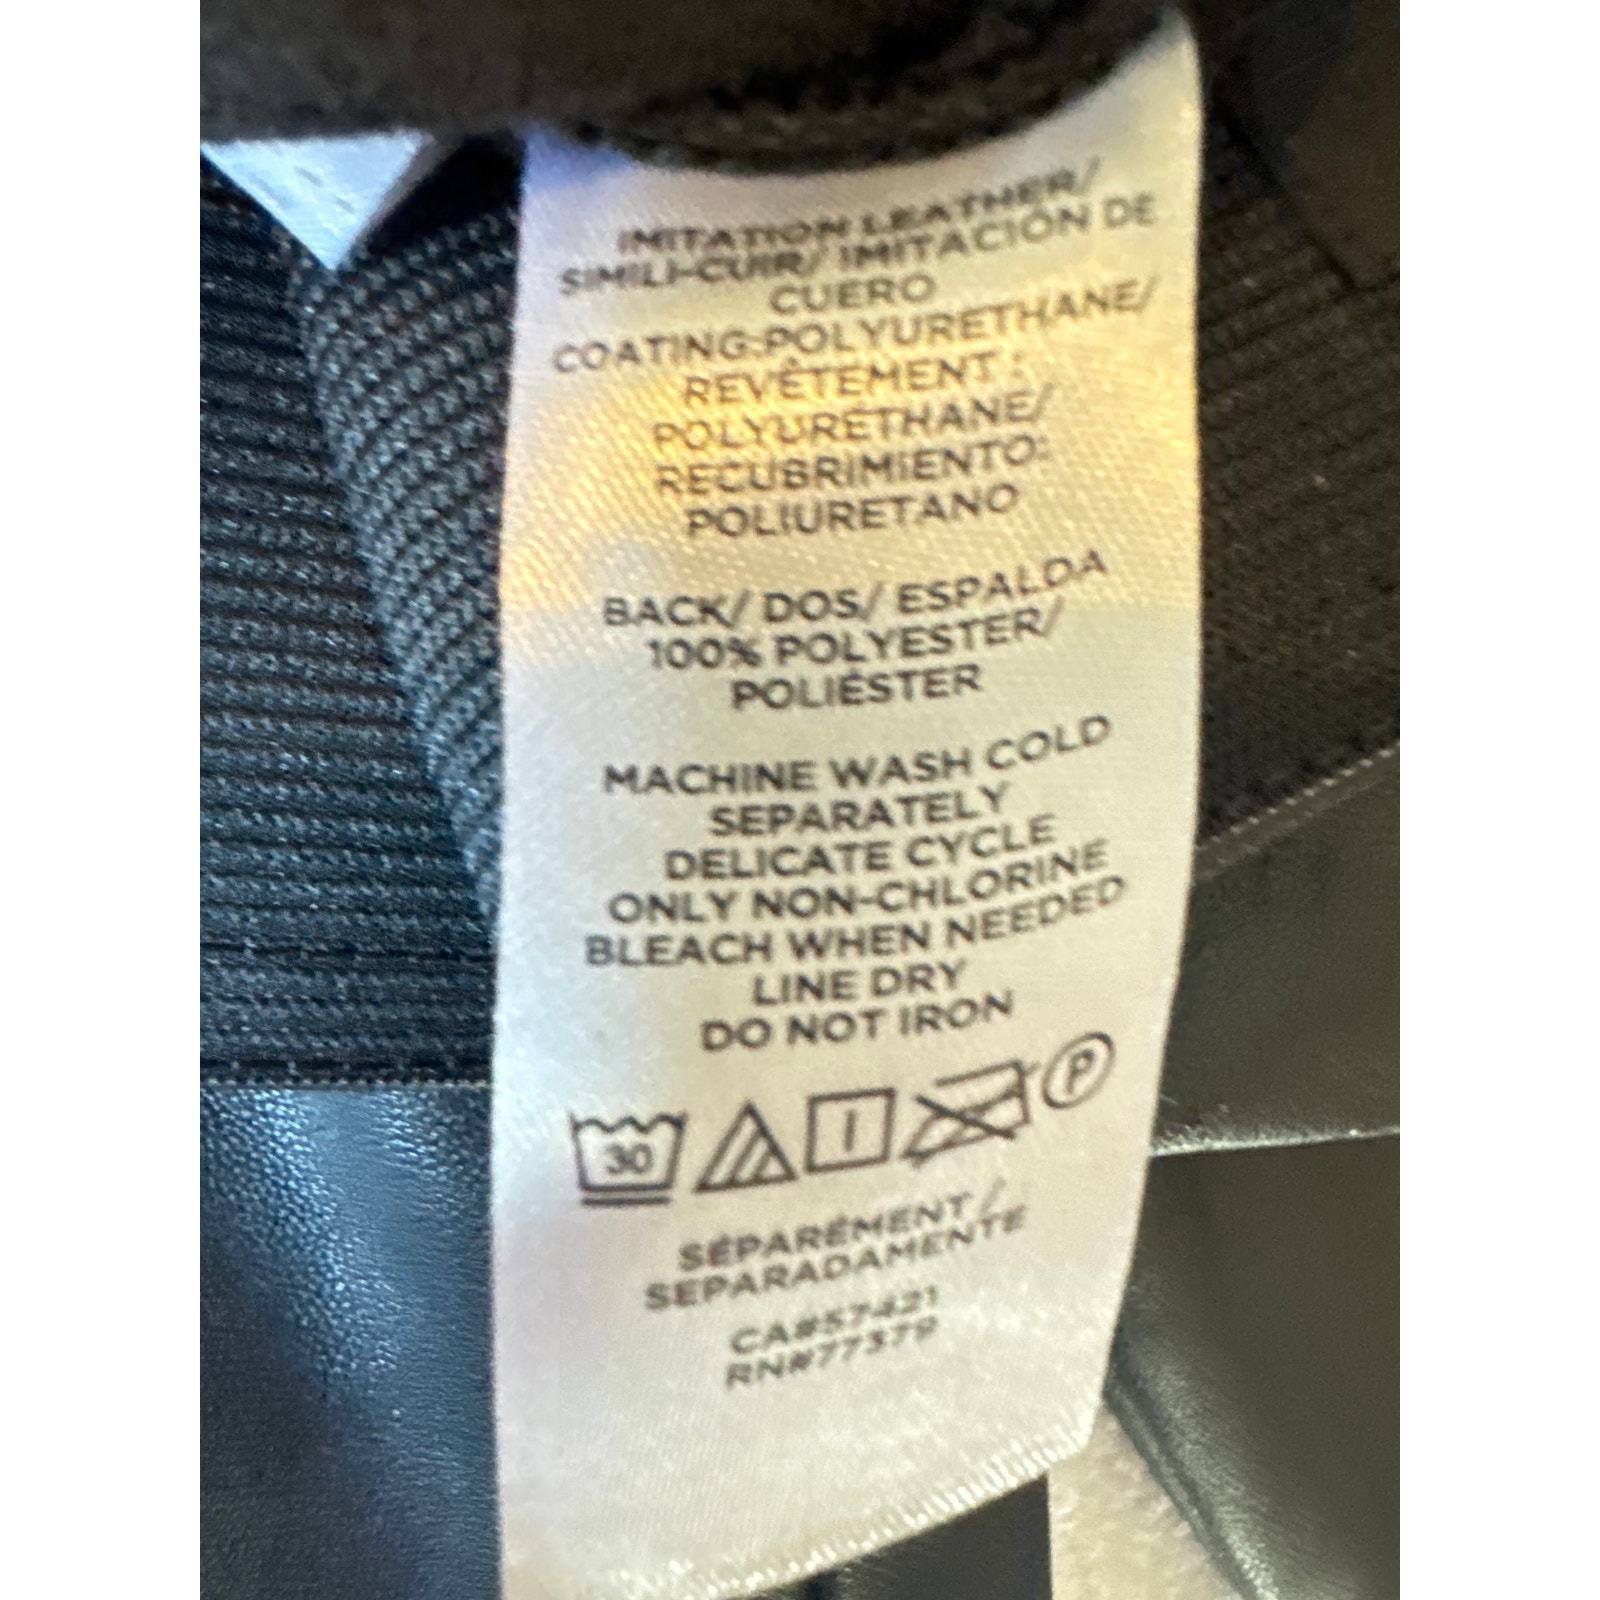 IMITATION LEATHER/
SIMILI-CUIR/ IMITACIÓN DE
CUERO
COATING:POLYURETHANE/
REVÊTEMENT :
POLYURÉTHANE/
RECUBRIMIENTO:
POLIURETANO
BACK/ DOS/ ESPALDA
100% POLYESTER/
POLIÉSTER
MACHINE WASH COLD
SEPARATELY
DELICATE CYCLE
ONLY NON-CHLORINE
BLEACH WHEN NEEDED
LINE DRY
DO NOT IRON
30 P
SÉPARÉMENT/
SEPARADAMENTE
CA#57421
RN#77379